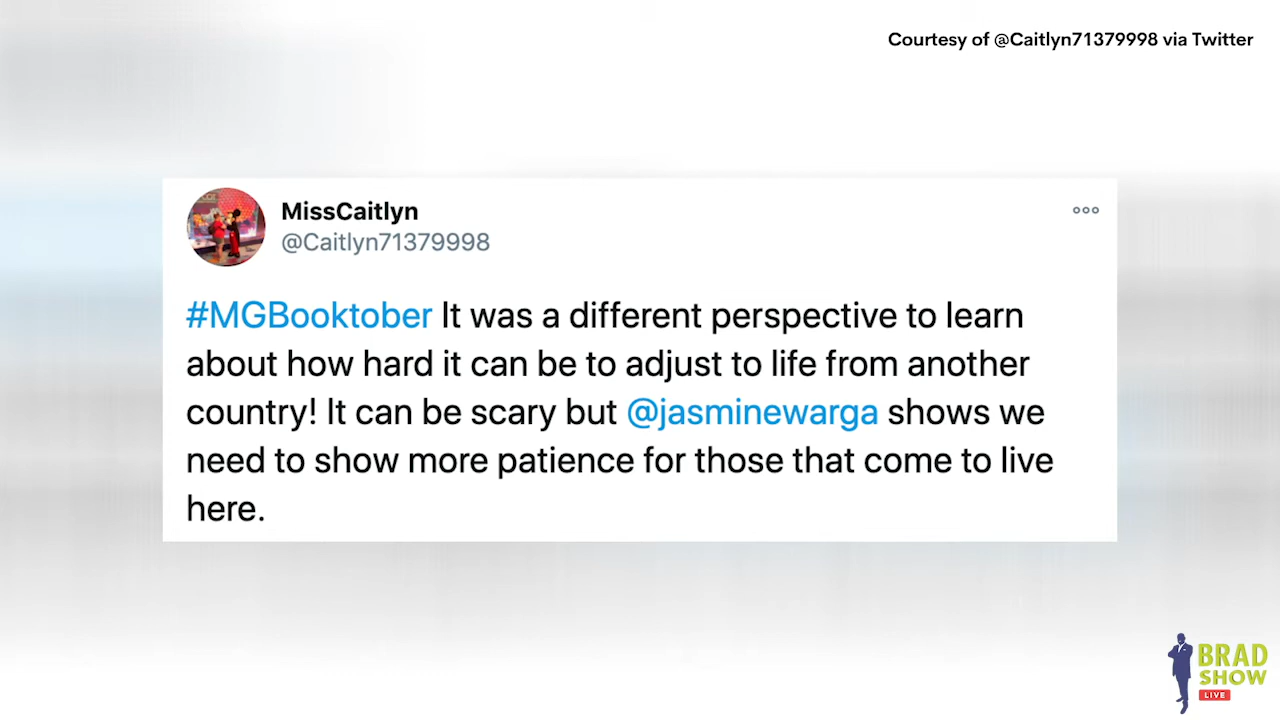 Courtesy of @Caitlyn71379998 via Twitter
MissCaitlyn
@Caitlyn71379998
#MGBooktober It was a different perspective to learn
about how hard it can be to adjust to life from another
country! It can be scary but @jasminewarga shows we
need to show more patience for those that come to live
here.
BRAD
SHOW
LIVE